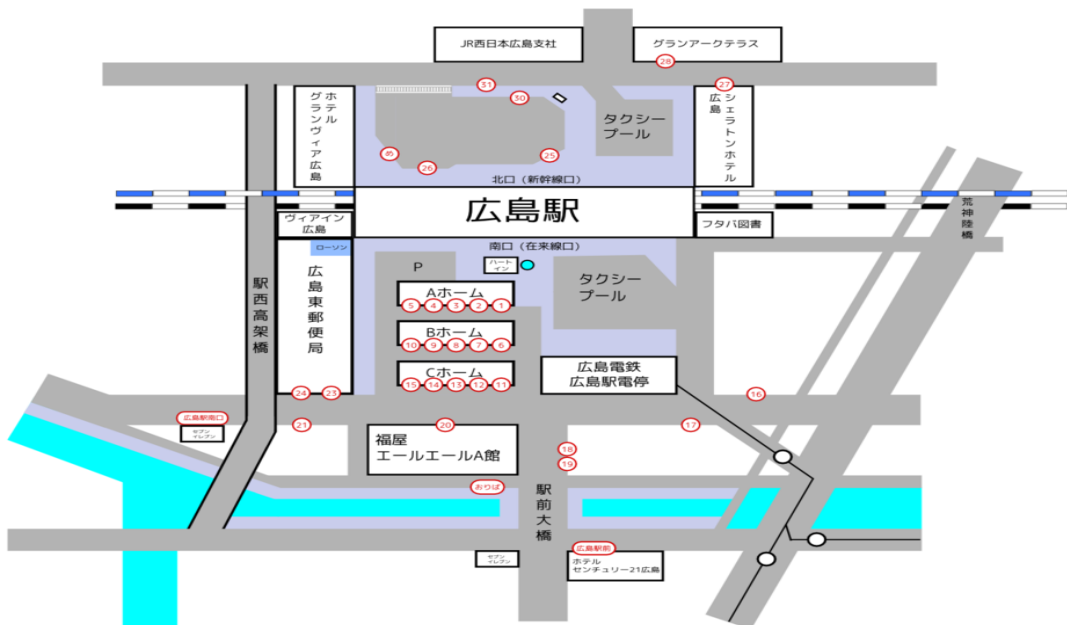 JR西日本広島支社
グランアークテラス
28
31
27
30
ホテル
グランヴィア広島
タクシー
プール
シェラトンホテル
広島
め
26
25
北口（新幹線口）
広島駅
ヴィアイン
広島
フタバ図書
荒神陸橋
南口（在来線口）
ローソン
ハート
イン
P
タクシー
プール
広島東郵便局
駅西高架橋
Aホーム
5 4 3 2 1
Bホーム
10 9 8 7 6
Cホーム
15 14 13 12 11
広島電鉄
広島駅電停
24 23
16
広島駅南口
セブン
イレブン
21
20
17
福屋
エールエールA館
18
19
おりば
駅前大橋
セブン
イレブン
広島駅前
ホテル
センチュリー21広島